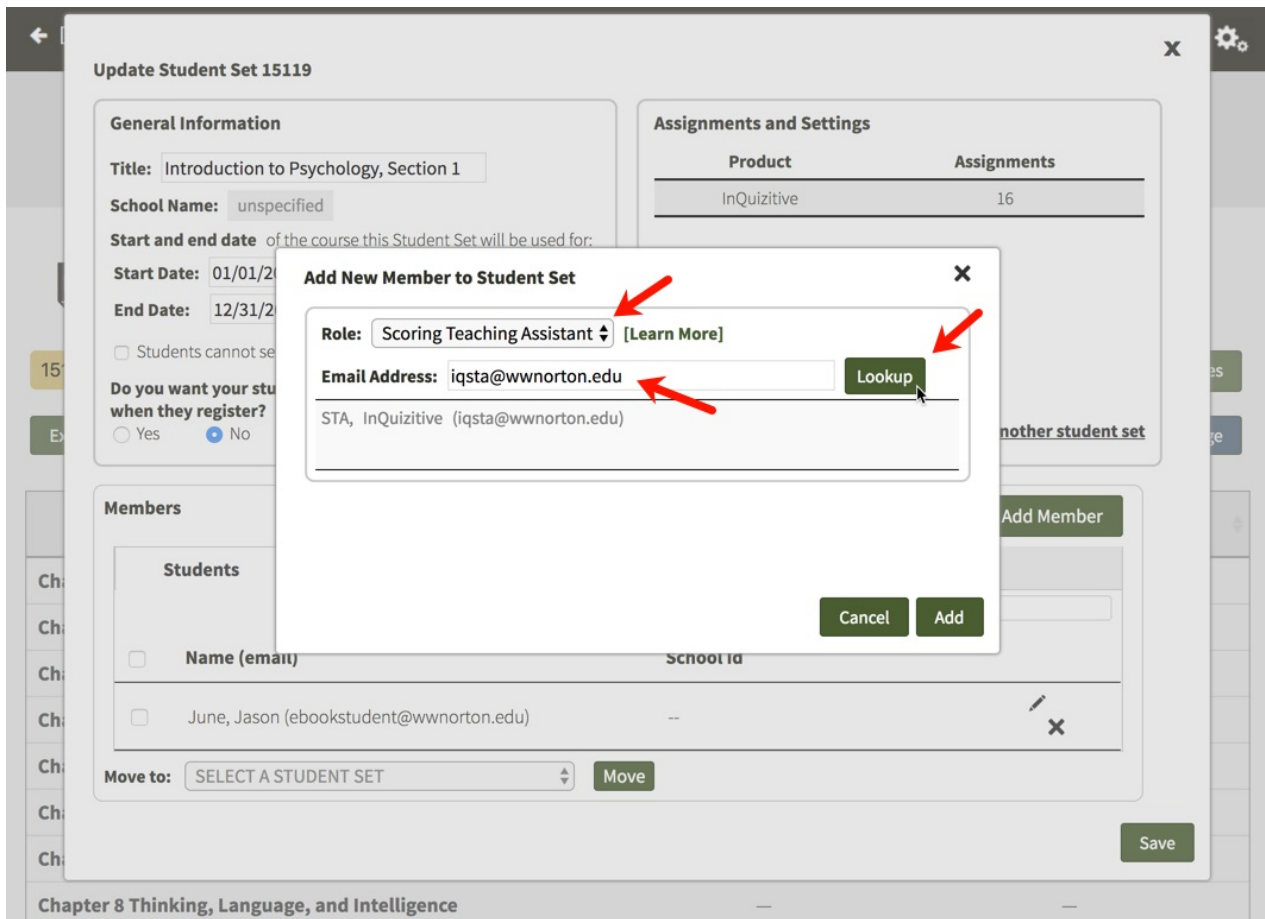 Update Student Set 15119
x
General Information
Title: Introduction to Psychology, Section 1
School Name: unspecified
Start and end date of the course this Student Set will be used for:
Start Date: 01/01/2
End Date: 12/31/2
Students cannot se
Do you want your stu
when they register?
Yes No
Assignments and Settings
Product Assignments
InQuizitive 16
nother student set
Add New Member to Student Set
Role: Scoring Teaching Assistant [Learn More]
Email Address: iqsta@wwnorton.edu Lookup
STA, InQuizitive (iqsta@wwnorton.edu)
Cancel Add
Members Add Member
Students
Name (email) School Id
June, Jason (ebookstudent@wwnorton.edu) --
Move to: SELECT A STUDENT SET Move
Save
Chapter 8 Thinking, Language, and Intelligence — —